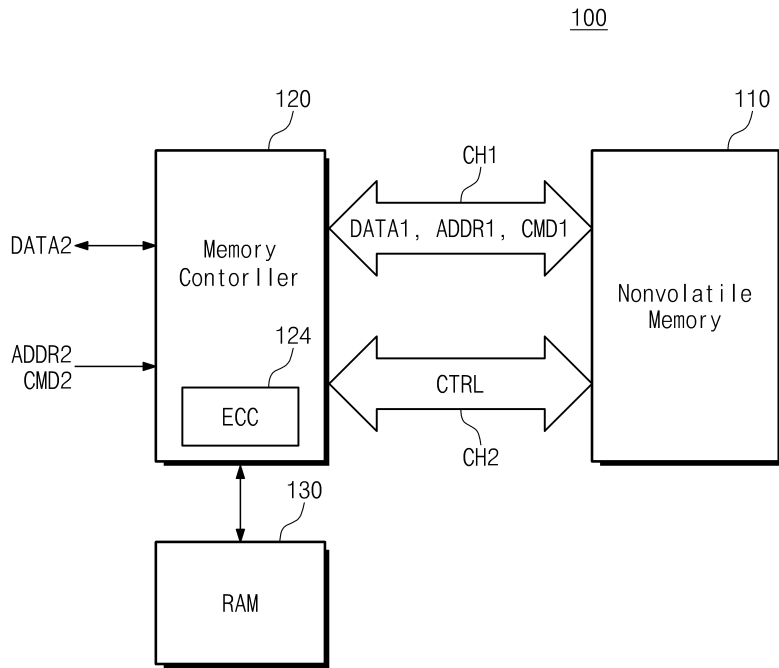 100
120
110
CH1
DATA1, ADDR1, CMD1
DATA2
Memory
Contorller
Nonvolatile
Memory
ADDR2
CMD2
124
ECC
CTRL
CH2
130
RAM